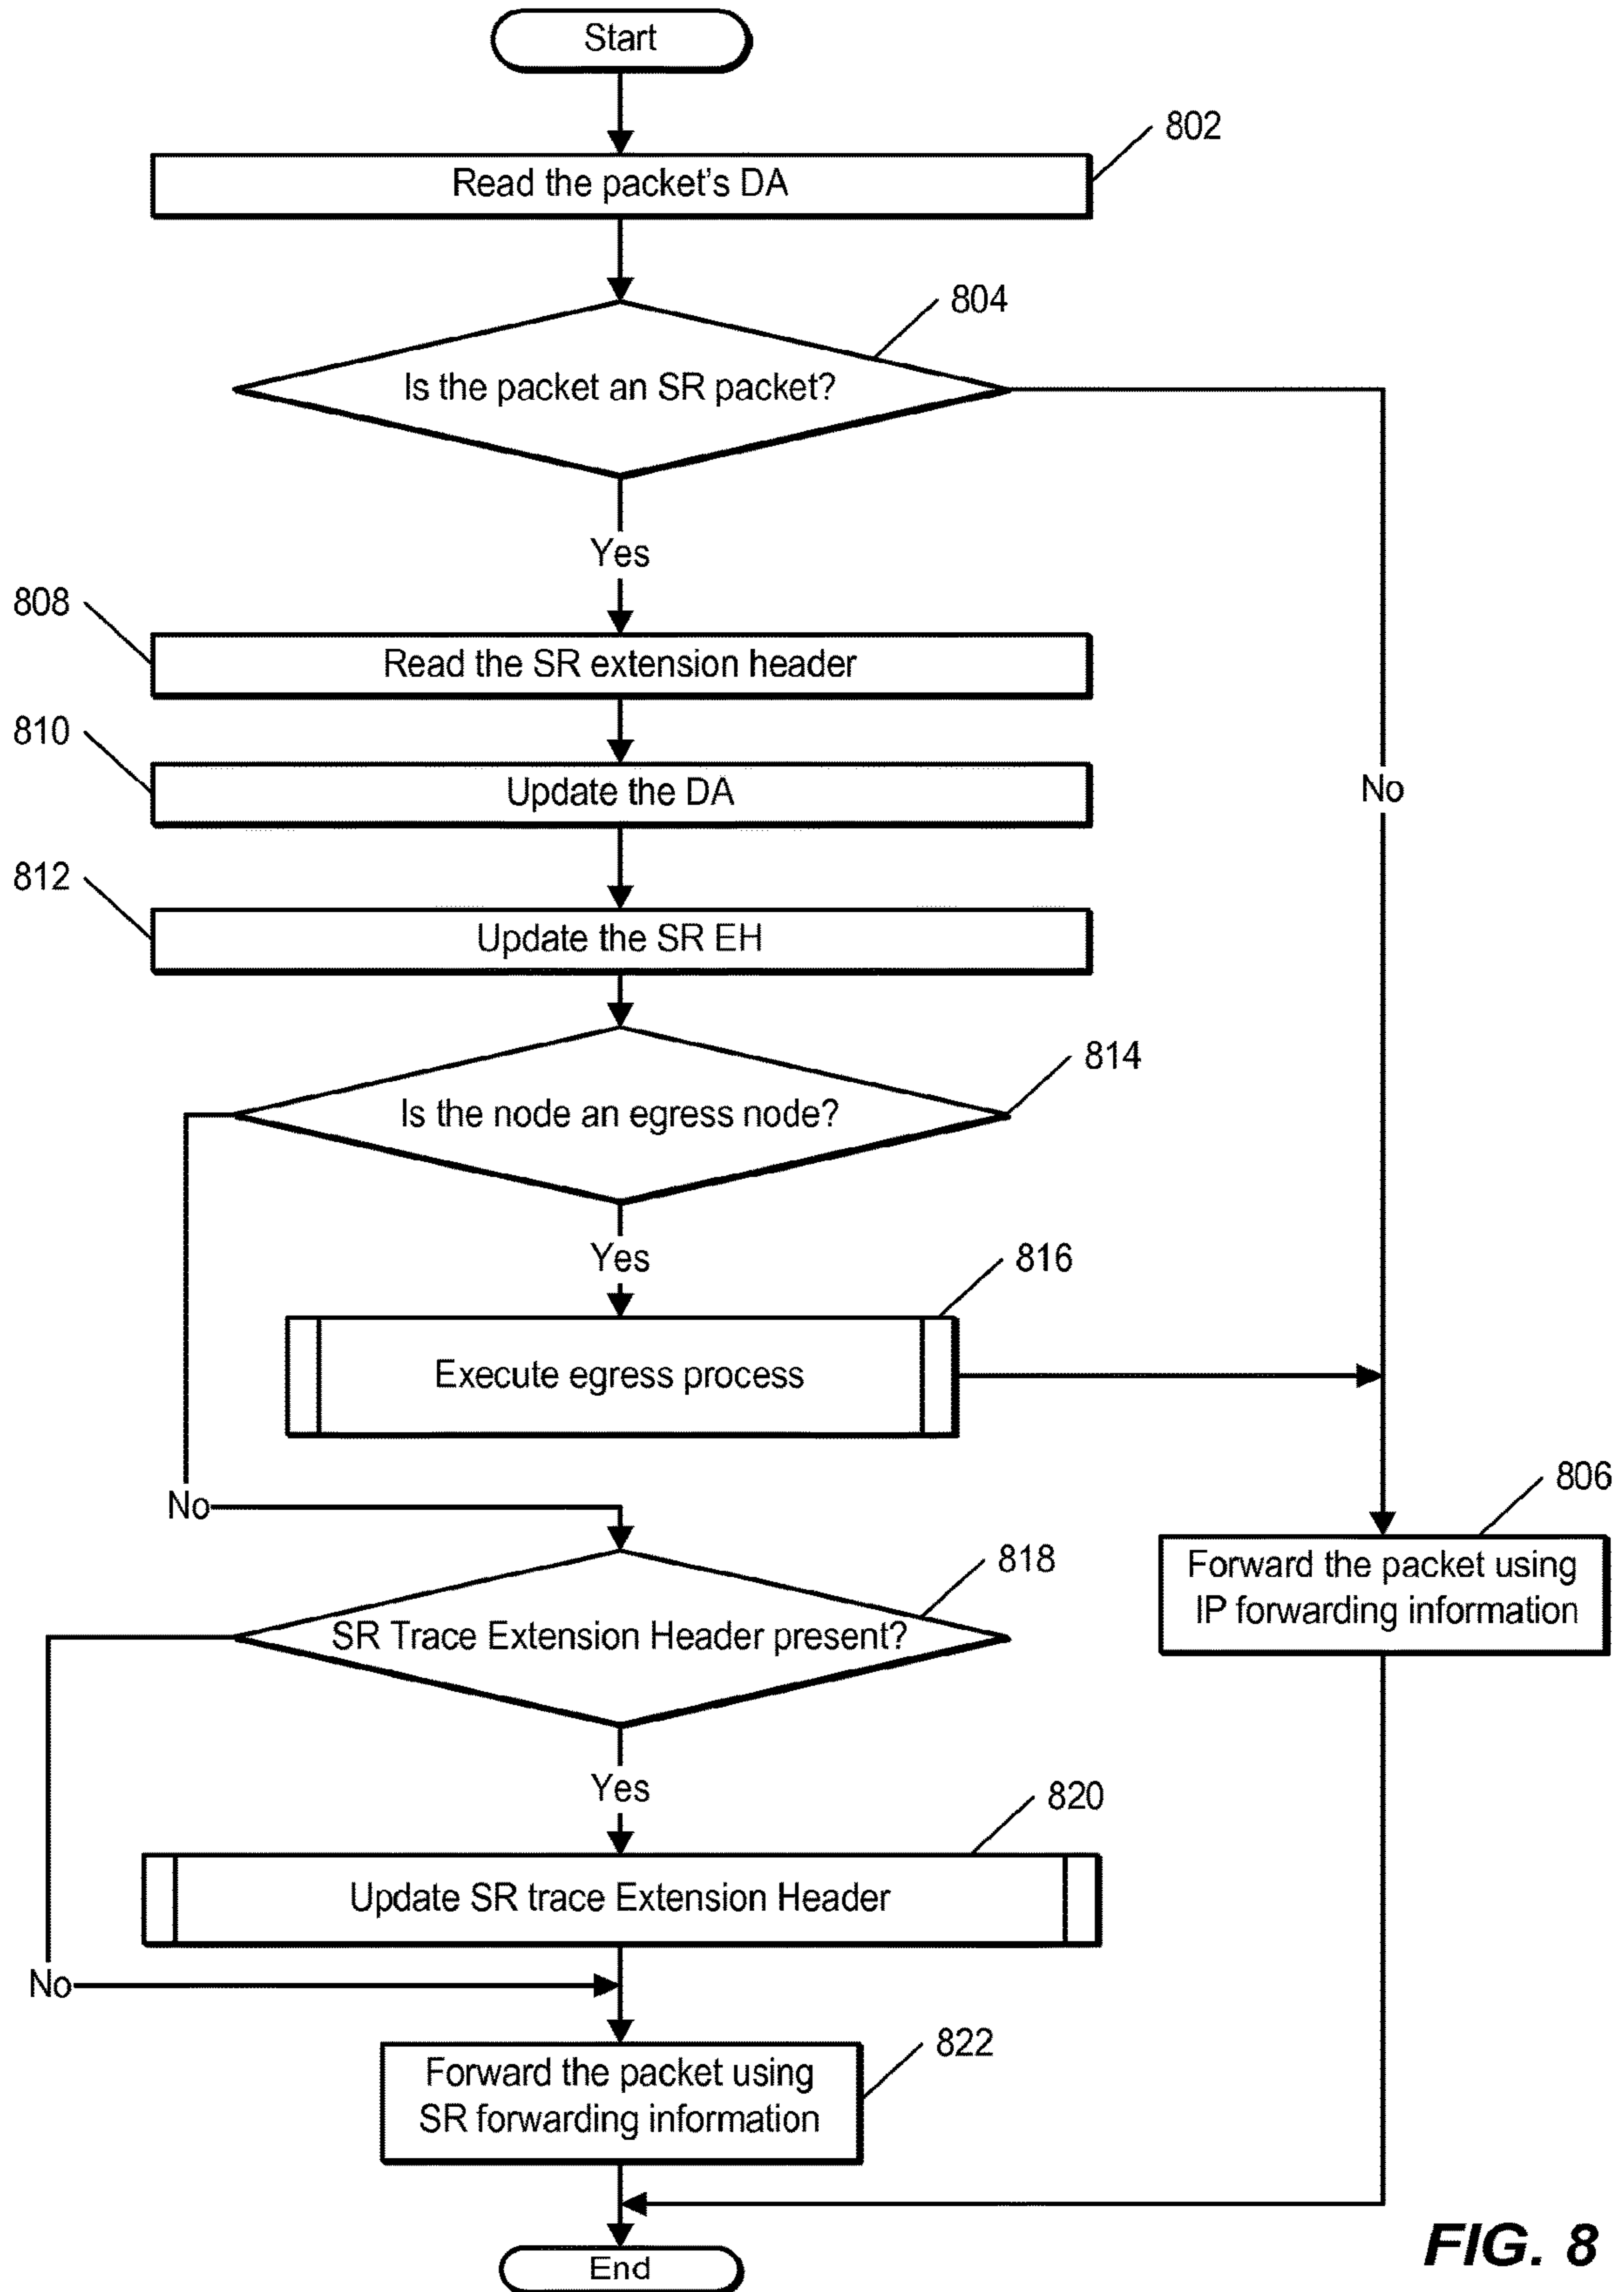 Start
802
Read the packet's DA
804
Is the packet an SR packet?
Yes
808
Read the SR extension header
810
Update the DA
No
812
Update the SR EH
814
Is the node an egress node?
Yes
816
Execute egress process
No
806
Forward the packet using
IP forwarding information
818
SR Trace Extension Header present?
Yes
820
Update SR trace Extension Header
No
822
Forward the packet using
SR forwarding information
End
FIG. 8